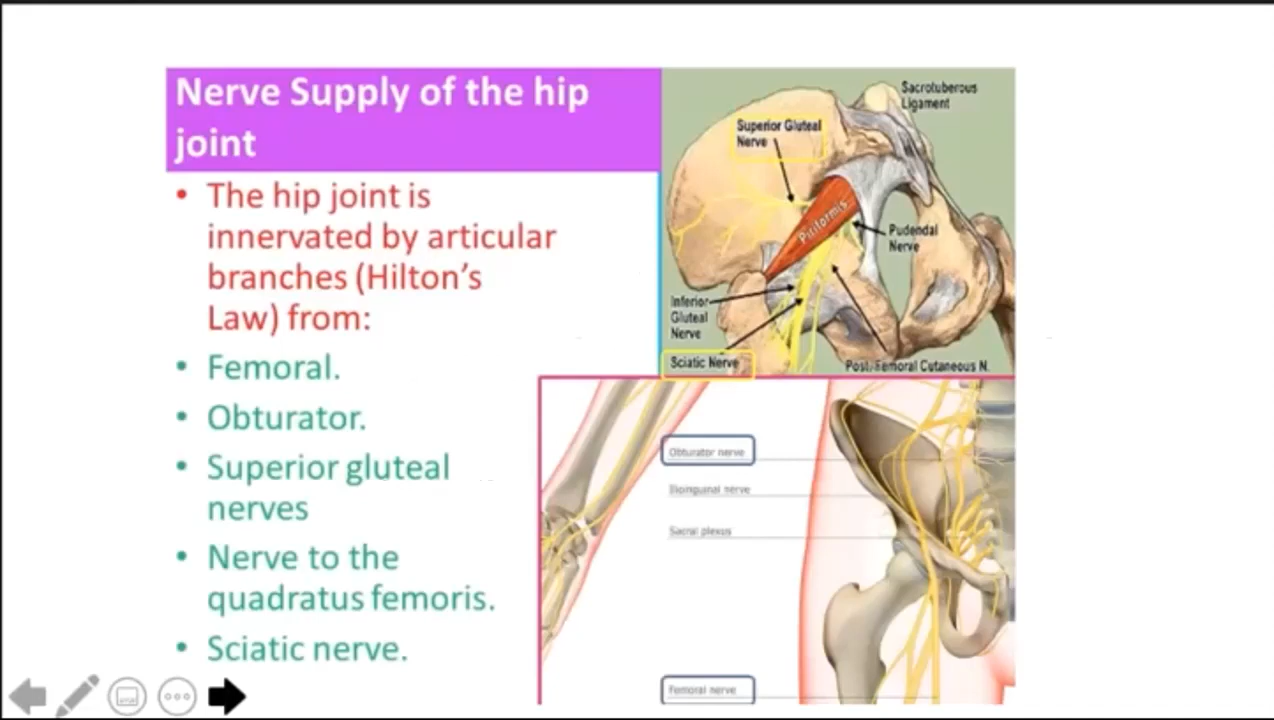 Nerve Supply of the hip
joint
• The hip joint is
innervated by articular
branches (Hilton's
Law) from:
• Femoral.
• Obturator.
• Superior gluteal
nerves
• Nerve to the
quadratus femoris.
• Sciatic nerve.
Sacrotuberous
Ligament
Superior Gluteal
Nerve
Piriformis
Pudendal
Nerve
Inferior
Gluteal
Nerve
Sciatic Nerve
Post. Femoral Cutaneous N.
Obturator nerve
Ilioinguinal nerve
Sacral plexus
Femoral nerve